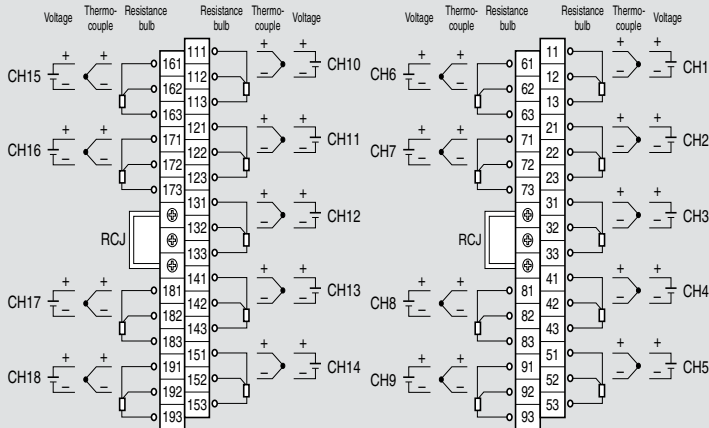 Voltage Thermo-couple Resistance bulb Resistance bulb Thermo-couple Voltage
CH15 + − + − 161 162 163
111 112 113 + − + − CH10
CH16 + − + − 171 172 173
121 122 123 + − + − CH11
RCJ
131 132 133 + − + − CH12
CH17 + − + − 181 182 183
141 142 143 + − + − CH13
CH18 + − + − 191 192 193
151 152 153 + − + − CH14
Voltage Thermo-couple Resistance bulb Resistance bulb Thermo-couple Voltage
CH6 + − + − 61 62 63
11 12 13 + − + − CH1
CH7 + − + − 71 72 73
21 22 23 + − + − CH2
RCJ
31 32 33 + − + − CH3
CH8 + − + − 81 82 83
41 42 43 + − + − CH4
CH9 + − + − 91 92 93
51 52 53 + − + − CH5